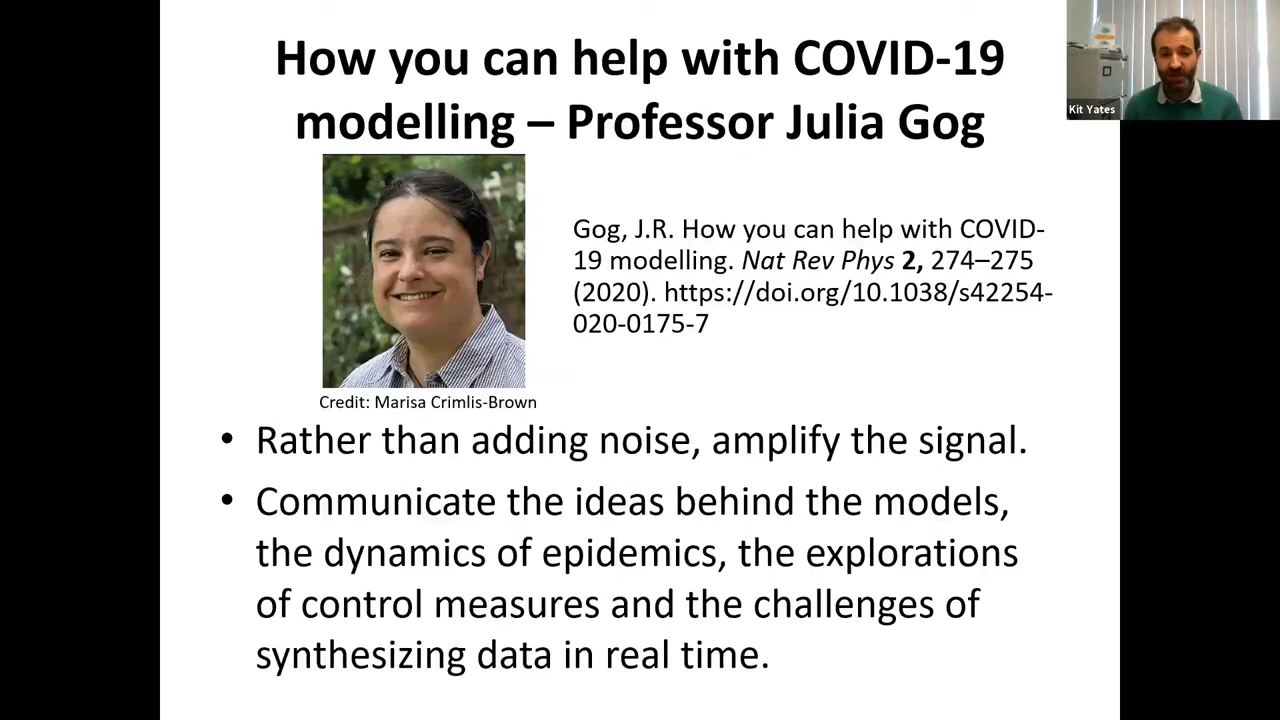 How you can help with COVID-19
modelling – Professor Julia Gog
Kit Yates
Gog, J.R. How you can help with COVID-
19 modelling. Nat Rev Phys 2, 274–275
(2020). https://doi.org/10.1038/s42254-
020-0175-7
Credit: Marisa Crimlis-Brown
• Rather than adding noise, amplify the signal.
• Communicate the ideas behind the models,
the dynamics of epidemics, the explorations
of control measures and the challenges of
synthesizing data in real time.